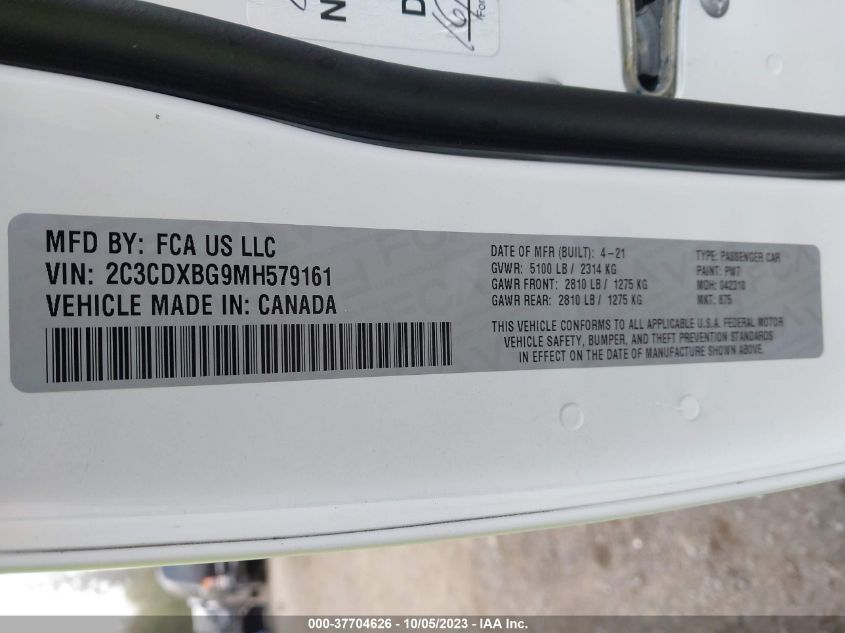 N
D
MFD BY: FCA US LLC
VIN: 2C3CDXBG9MH579161
VEHICLE MADE IN: CANADA
DATE OF MFR (BUILT): 4-21
GVWR: 5100 LB / 2314 KG
GAWR FRONT: 2810 LB / 1275 KG
GAWR REAR: 2810 LB / 1275 KG
TYPE: PASSENGER CAR
PAINT: PW7
MDH: 042318
MKT: 875
THIS VEHICLE CONFORMS TO ALL APPLICABLE U.S.A. FEDERAL MOTOR
VEHICLE SAFETY, BUMPER, AND THEFT PREVENTION STANDARDS
IN EFFECT ON THE DATE OF MANUFACTURE SHOWN ABOVE.
000-37704626 - 10/05/2023 - IAA Inc.